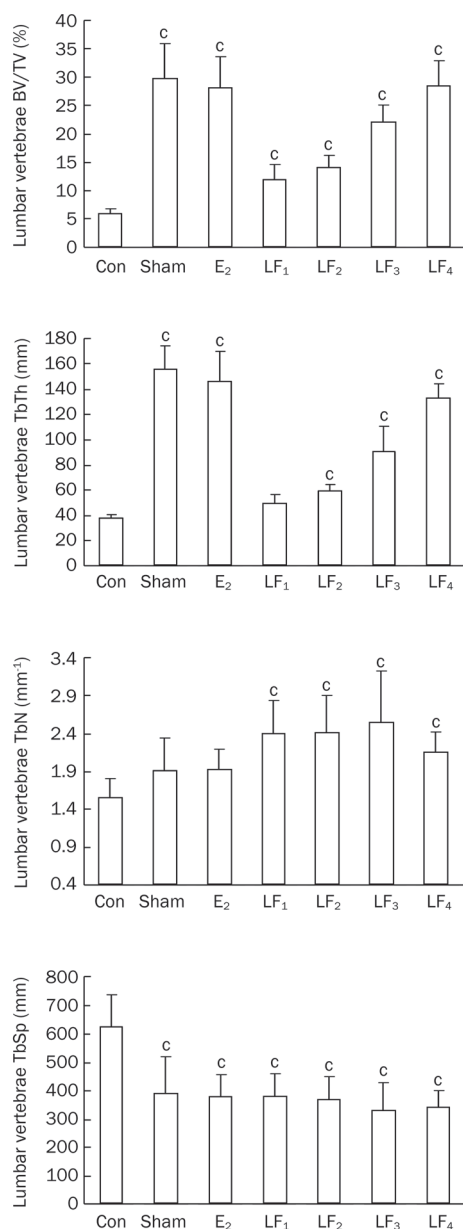 Lumbar vertebrae BV/TV (%)
40
35
30
25
20
15
10
5
0
c
c
c
c
c
c
Con Sham E₂ LF₁ LF₂ LF₃ LF₄
Lumbar vertebrae TbTh (mm)
180
160
140
120
100
80
60
40
20
0
c
c
c
c
c
Con Sham E₂ LF₁ LF₂ LF₃ LF₄
Lumbar vertebrae TbN (mm⁻¹)
3.4
2.9
2.4
1.9
1.4
0.9
0.4
c
c
c
c
Con Sham E₂ LF₁ LF₂ LF₃ LF₄
Lumbar vertebrae TbSp (mm)
800
700
600
500
400
300
200
100
0
c
c
c
c
c
c
Con Sham E₂ LF₁ LF₂ LF₃ LF₄